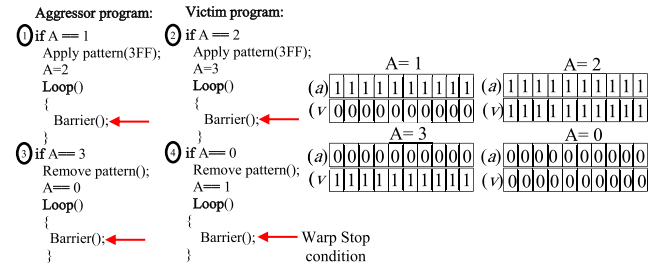 Aggressor program:
1 if A == 1
Apply pattern(3FF);
A=2
Loop()
{
Barrier();
}
3 if A== 3
Remove pattern();
A== 0
Loop()
{
Barrier();
}
Victim program:
2 if A == 2
Apply pattern(3FF);
A=3
Loop()
{
Barrier();
}
4 if A== 0
Remove pattern();
A== 1
Loop()
{
Barrier();
}
Warp Stop
condition
A= 1
(a) 1 1 1 1 1 1 1 1 1 1
(v 0 0 0 0 0 0 0 0 0 0
A= 2
(a) 1 1 1 1 1 1 1 1 1 1
(v) 1 1 1 1 1 1 1 1 1 1
A= 3
(a) 0 0 0 0 0 0 0 0 0 0
(v 1 1 1 1 1 1 1 1 1 1
A= 0
(a) 0 0 0 0 0 0 0 0 0 0
(v) 0 0 0 0 0 0 0 0 0 0